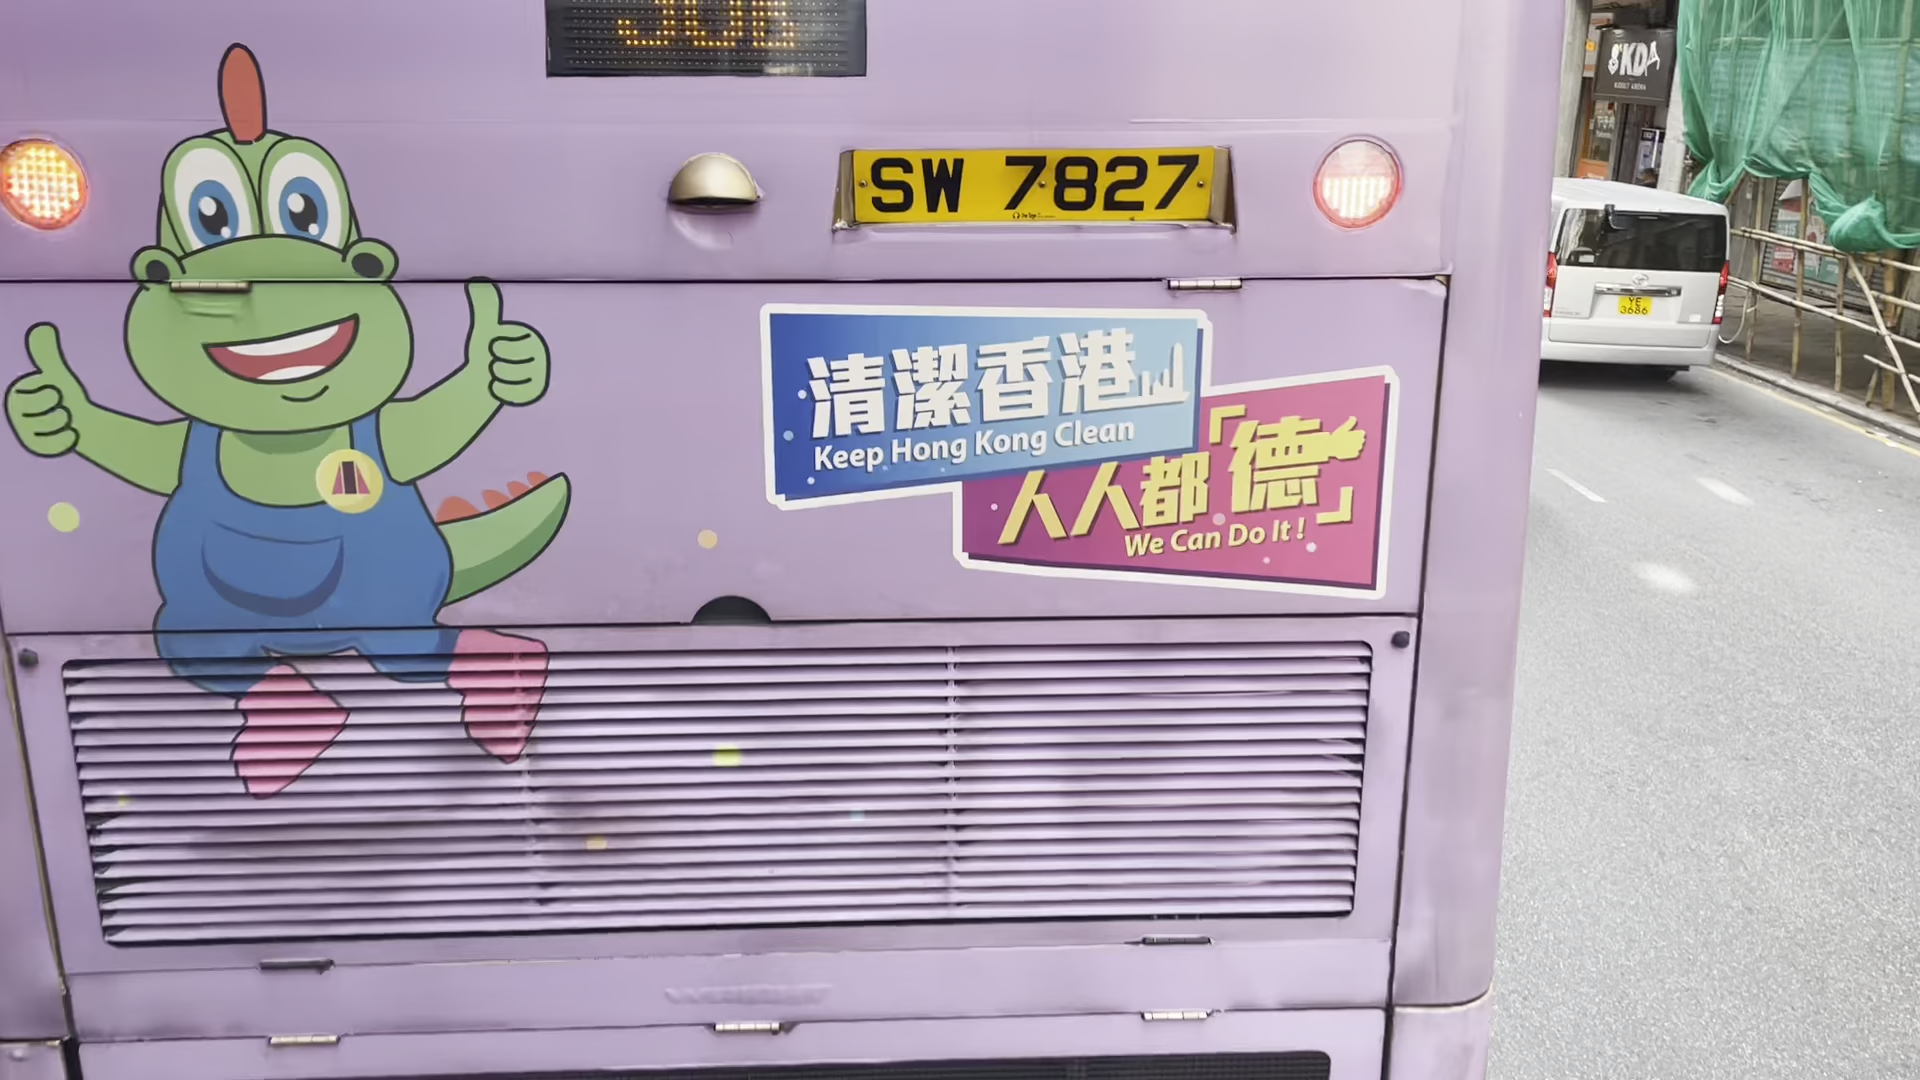 SW 7827
清潔香港
Keep Hong Kong Clean
人人都「德」
We Can Do It !
KDA
YE
3686